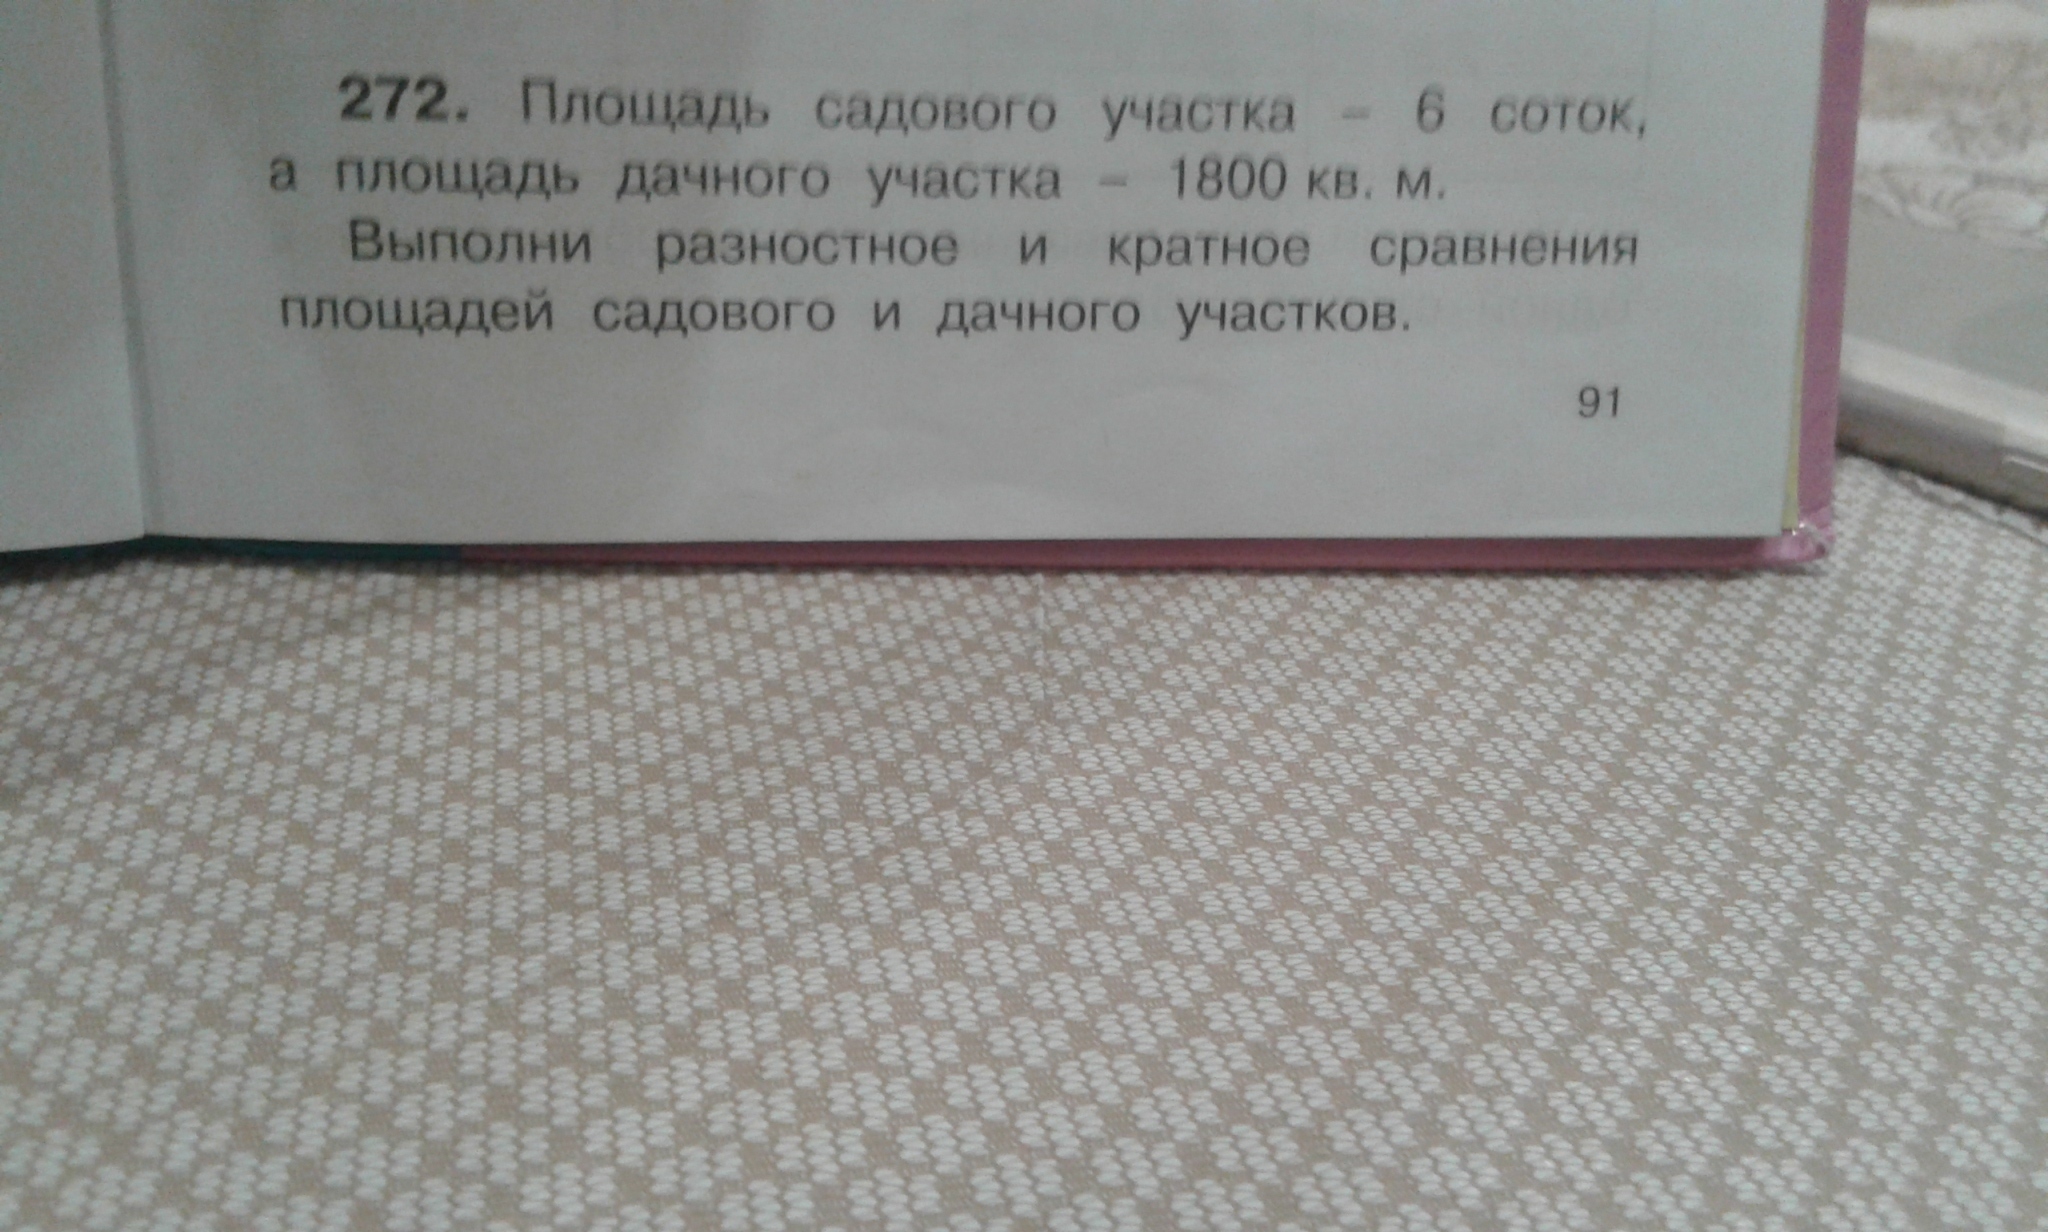 272. Площадь садового участка – 6 соток,
а площадь дачного участка – 1800 кв. м.
Выполни разностное и кратное сравнения
площадей садового и дачного участков.
91